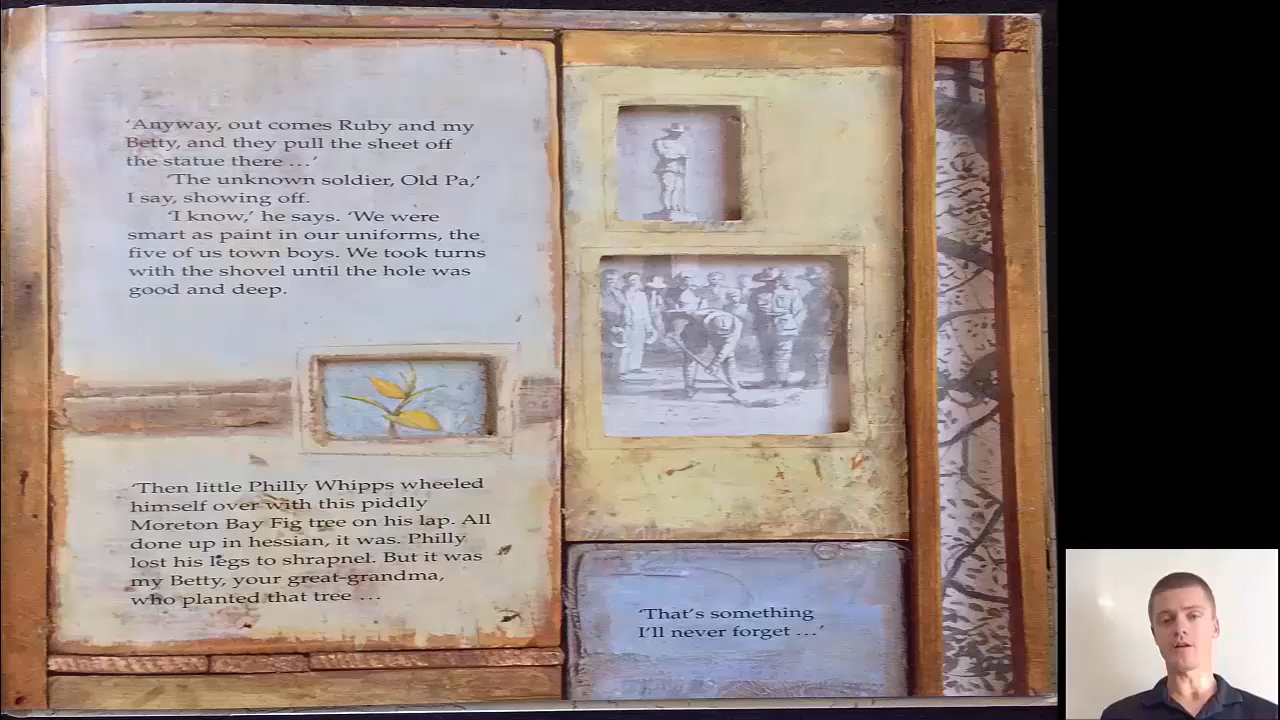 ‘Anyway, out comes Ruby and my
Betty, and they pull the sheet off
the statue there ...’
‘The unknown soldier, Old Pa,’
I say, showing off.
‘I know,’ he says. ‘We were
smart as paint in our uniforms, the
five of us town boys. We took turns
with the shovel until the hole was
good and deep.
‘Then little Philly Whipps wheeled
himself over with this piddly
Moreton Bay Fig tree on his lap. All
done up in hessian, it was. Philly
lost his legs to shrapnel. But it was
my Betty, your great-grandma,
who planted that tree ...
‘That’s something
I’ll never forget ...’